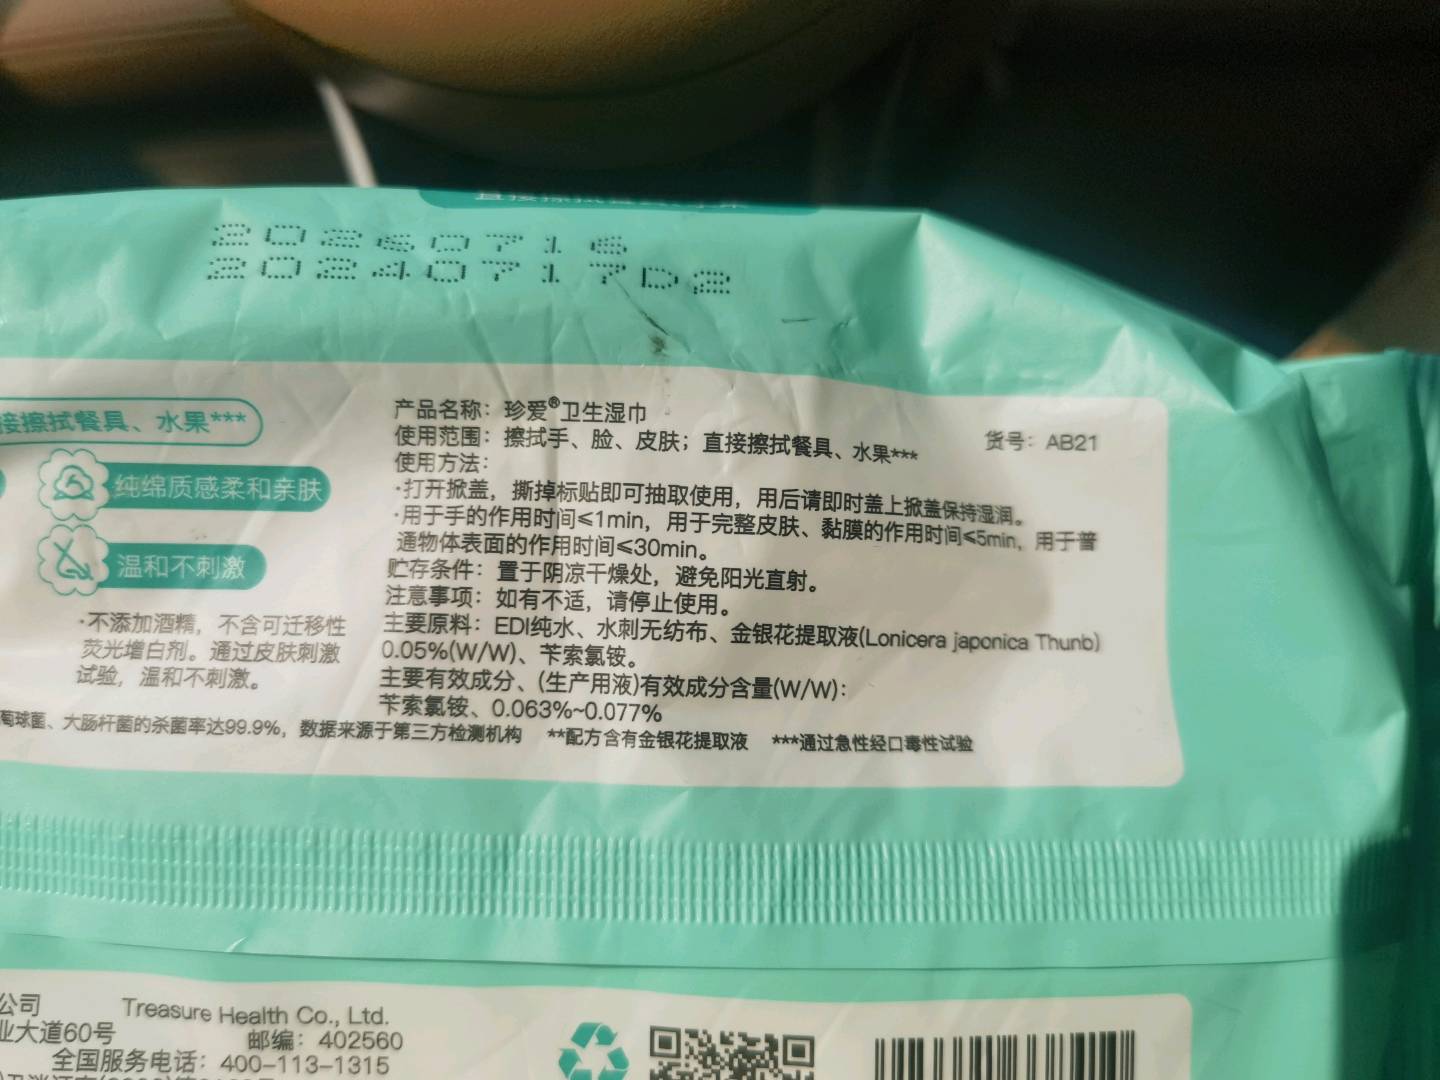 20260716
20240717D2
接擦拭餐具、水果***
纯绵质感柔和亲肤
温和不刺激
·不添加酒精，不含可迁移性
荧光增白剂。通过皮肤刺激
试验，温和不刺激。
产品名称：珍爱®卫生湿巾
货号：AB21
使用范围：擦拭手、脸、皮肤；直接擦拭餐具、水果***
使用方法：
·打开掀盖，撕掉标贴即可抽取使用，用后请即时盖上掀盖保持湿润。
·用于手的作用时间≤1min，用于完整皮肤、黏膜的作用时间≤5min，用于普
通物体表面的作用时间≤30min。
贮存条件：置于阴凉干燥处，避免阳光直射。
注意事项：如有不适，请停止使用。
主要原料：EDI纯水、水刺无纺布、金银花提取液(Lonicera japonica Thunb)
0.05%(W/W)、苄索氯铵。
主要有效成分、(生产用液)有效成分含量(W/W)：
苄索氯铵、0.063%~0.077%
萄球菌、大肠杆菌的杀菌率达99.9%，数据来源于第三方检测机构 **配方含有金银花提取液 ***通过急性经口毒性试验
公司 Treasure Health Co., Ltd.
业大道60号 邮编：402560
全国服务电话：400-113-1315